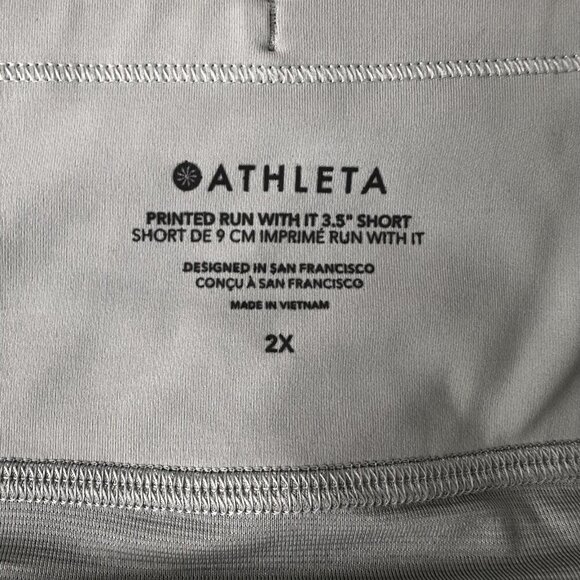 ATHLETA
PRINTED RUN WITH IT 3.5" SHORT
SHORT DE 9 CM IMPRIMÉ RUN WITH IT
DESIGNED IN SAN FRANCISCO
CONÇU À SAN FRANCISCO
MADE IN VIETNAM
2X